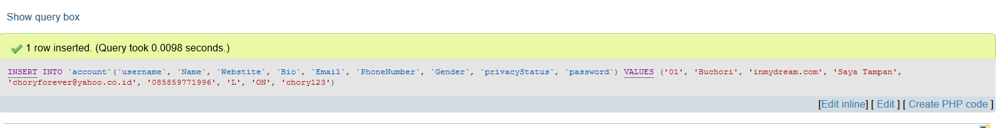 Show query box
1 row inserted. (Query took 0.0098 seconds.)
INSERT INTO `account`(`username`, `Name`, `Webstite`, `Bio`, `Email`, `PhoneNumber`, `Gender`, `privacyStatus`, `password`) VALUES ('01', 'Buchori', 'inmydream.com', 'Saya Tampan',
'choryforever@yahoo.co.id', '085859771996', 'L', 'ON', 'chory123')
[Edit inline] [ Edit ] [ Create PHP code ]